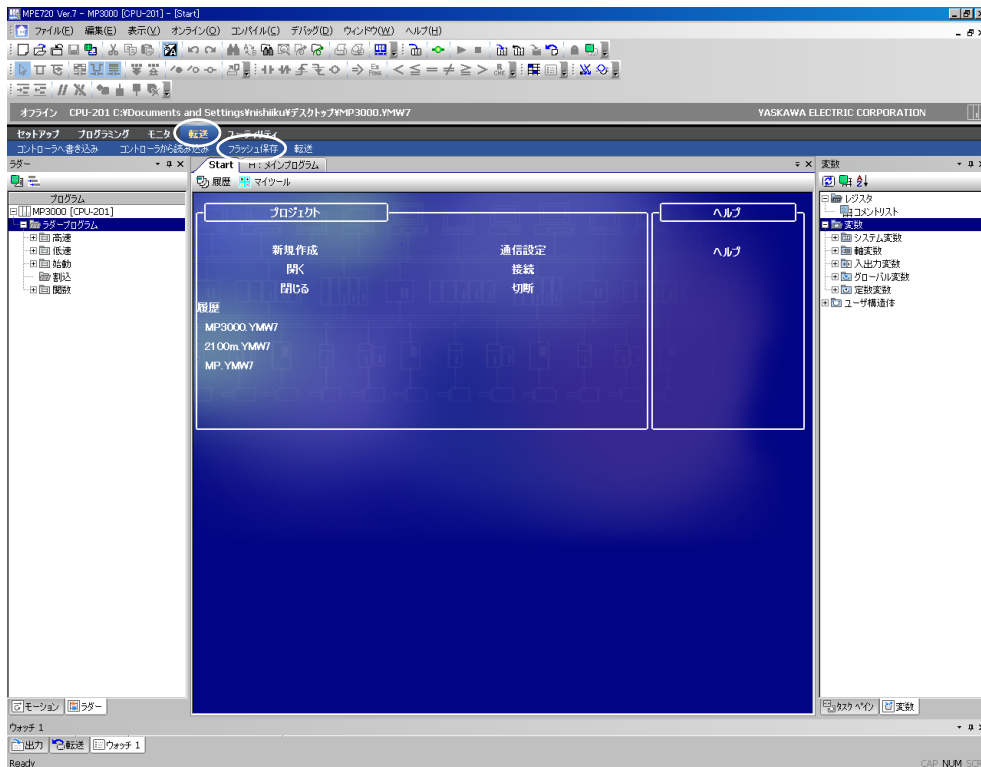 MPE720 Ver.7 - MP3000 [CPU-201] - [Start]
ファイル(F) 編集(E) 表示(V) オンライン(O) コンパイル(C) デバッグ(D) ウィンドウ(W) ヘルプ(H)
オフライン CPU-201 C:¥Documents and Settings¥nishiiku¥デスクトップ¥MP3000.YMW7 YASKAWA ELECTRIC CORPORATION
セットアップ プログラミング モニタ 転送 ユーティリティ
コントローラへ書き込み コントローラから読み込み フラッシュ保存 転送
ラダー
プログラム
MP3000 [CPU-201]
ラダープログラム
高速
低速
始動
割込
関数
モーション ラダー
Start H:メインプログラム
履歴 マイツール
プロジェクト
新規作成 通信設定
開く 接続
閉じる 切断
履歴
MP3000.YMW7
2100m.YMW7
MP.YMW7
ヘルプ
ヘルプ
変数
レジスタ
コメントリスト
変数
システム変数
軸変数
入出力変数
グローバル変数
定数変数
ユーザ構造体
タスク ペイン 変数
ウォッチ 1
出力 転送 ウォッチ 1
Ready CAP NUM SCR